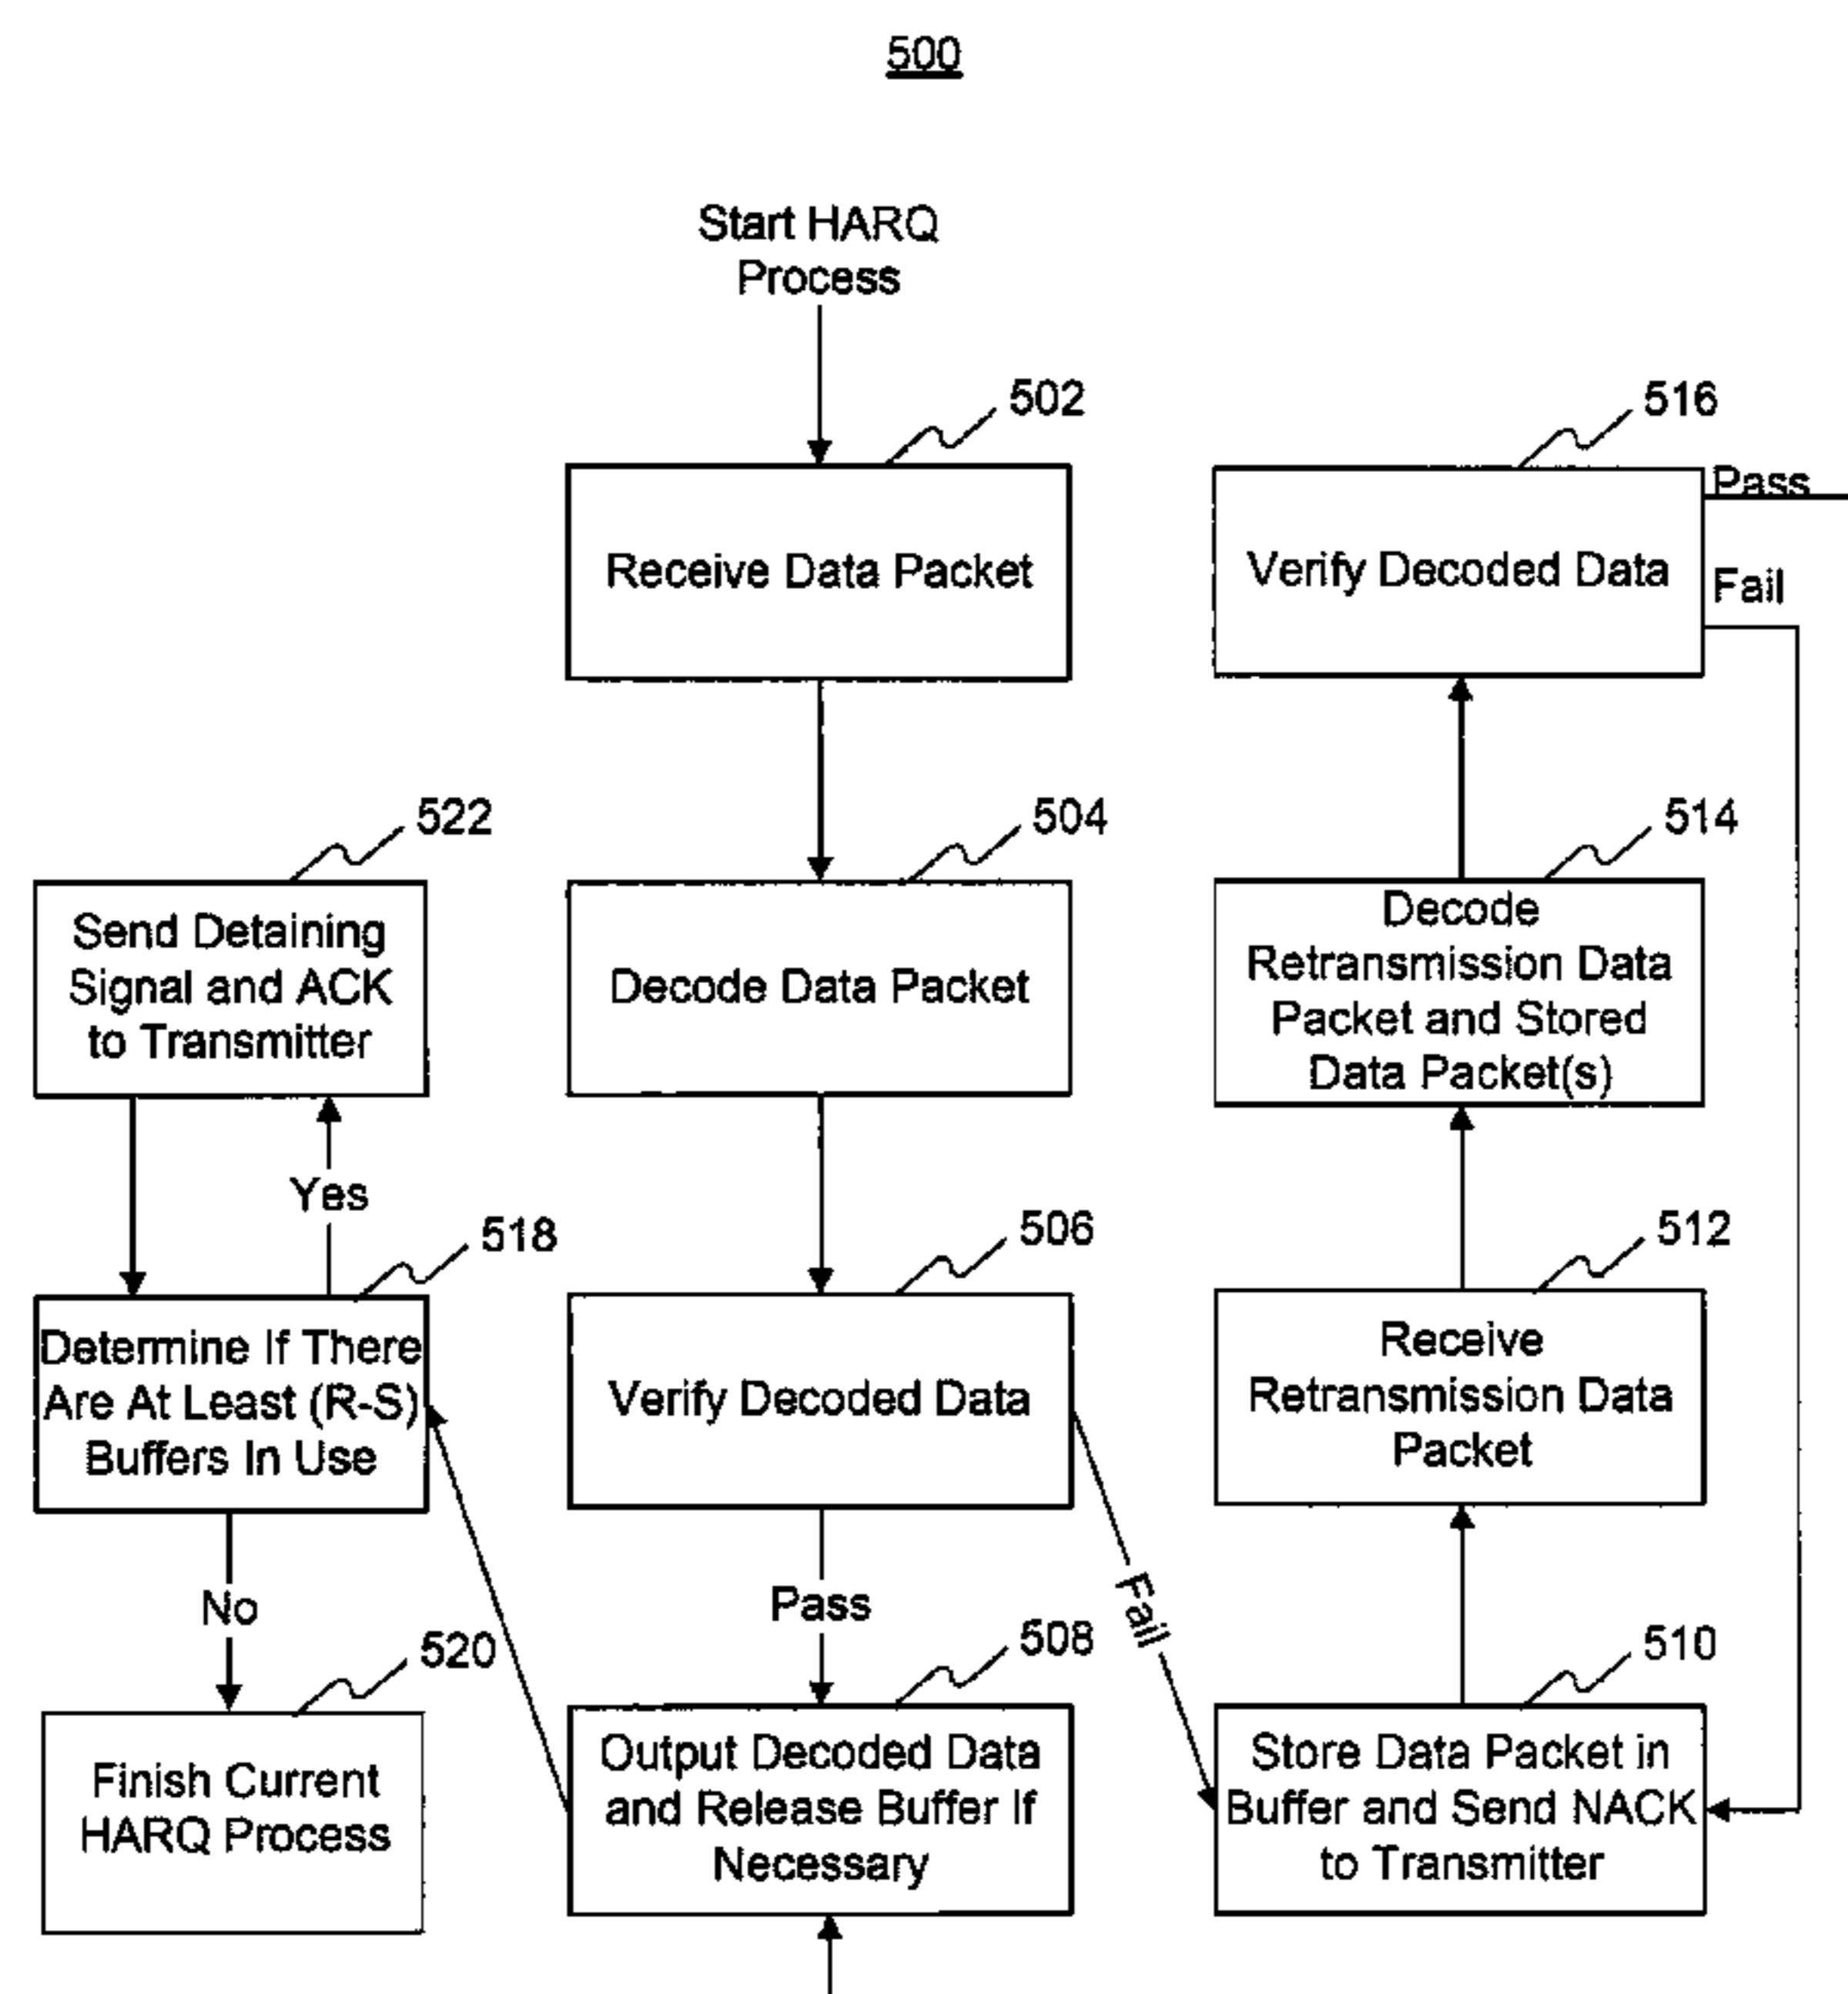 500
Start HARQ
Process
502
Receive Data Packet
504
Decode Data Packet
506
Verify Decoded Data
Pass
Fail
508
Output Decoded Data
and Release Buffer If
Necessary
516
Verify Decoded Data
Pass
Fail
514
Decode
Retransmission Data
Packet and Stored
Data Packet(s)
512
Receive
Retransmission Data
Packet
510
Store Data Packet in
Buffer and Send NACK
to Transmitter
522
Send Detaining
Signal and ACK
to Transmitter
Yes
518
Determine If There
Are At Least (R-S)
Buffers In Use
No
520
Finish Current
HARQ Process